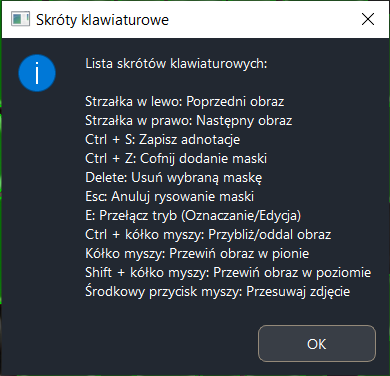 Skróty klawiaturowe
Lista skrótów klawiaturowych:
Strzałka w lewo: Poprzedni obraz
Strzałka w prawo: Następny obraz
Ctrl + S: Zapisz adnotacje
Ctrl + Z: Cofnij dodanie maski
Delete: Usuń wybraną maskę
Esc: Anuluj rysowanie maski
E: Przełącz tryb (Oznaczanie/Edycja)
Ctrl + kółko myszy: Przybliż/oddal obraz
Kółko myszy: Przewiń obraz w pionie
Shift + kółko myszy: Przewiń obraz w poziomie
Środkowy przycisk myszy: Przesuwaj zdjęcie
OK